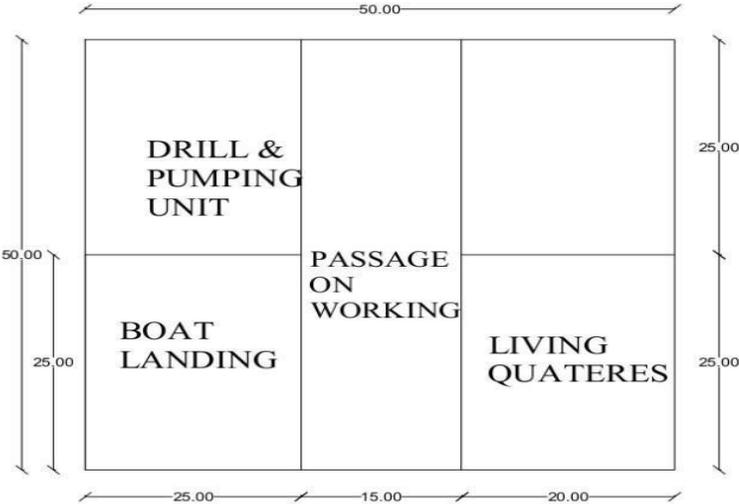 50.00
DRILL &
PUMPING
UNIT
25.00
50.00
PASSAGE
ON
WORKING
BOAT
LANDING
25.00
LIVING
QUATERES
25.00
25.00
15.00
20.00